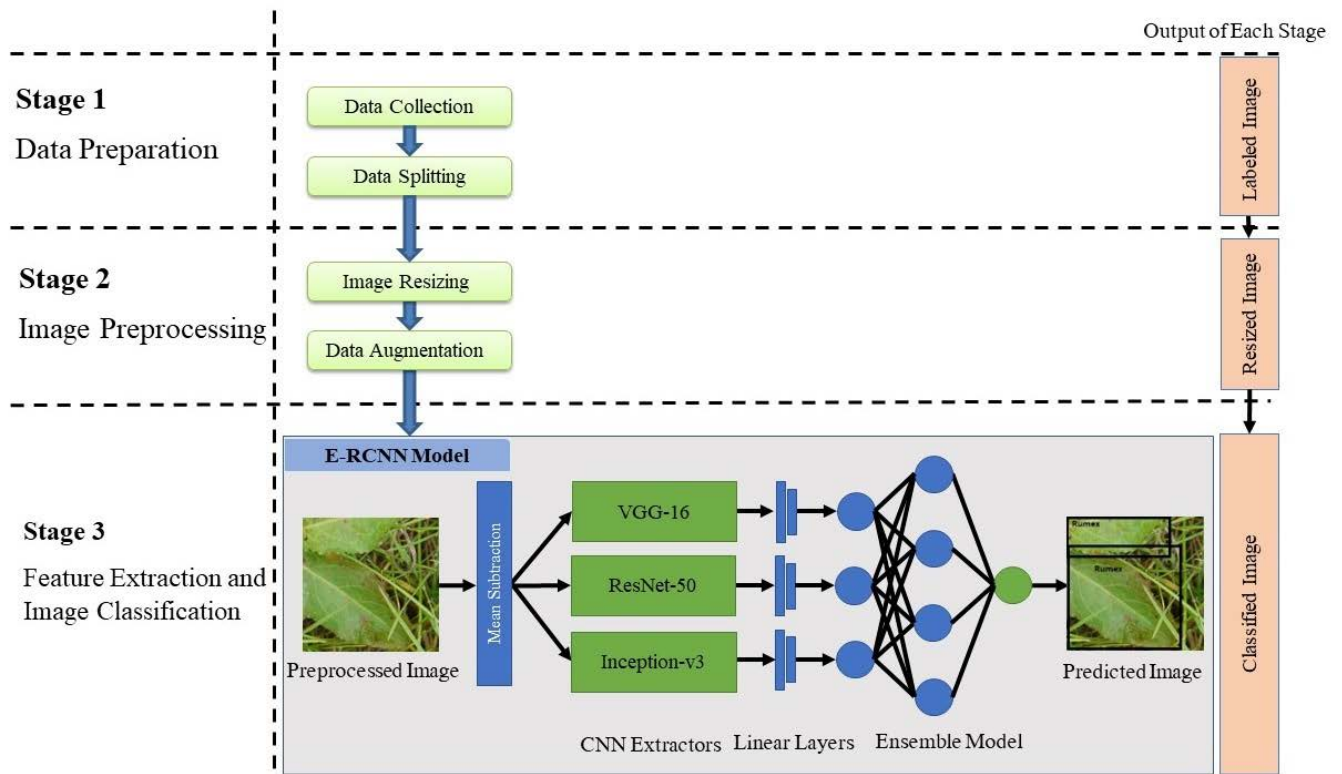 Output of Each Stage
Stage 1
Data Preparation
Data Collection
Data Splitting
Labeled Image
Stage 2
Image Preprocessing
Image Resizing
Data Augmentation
Resized Image
Stage 3
Feature Extraction and
Image Classification
E-RCNN Model
Preprocessed Image
Mean Subtraction
VGG-16
ResNet-50
Inception-v3
CNN Extractors
Linear Layers
Ensemble Model
Rumex
Rumex
Predicted Image
Classified Image